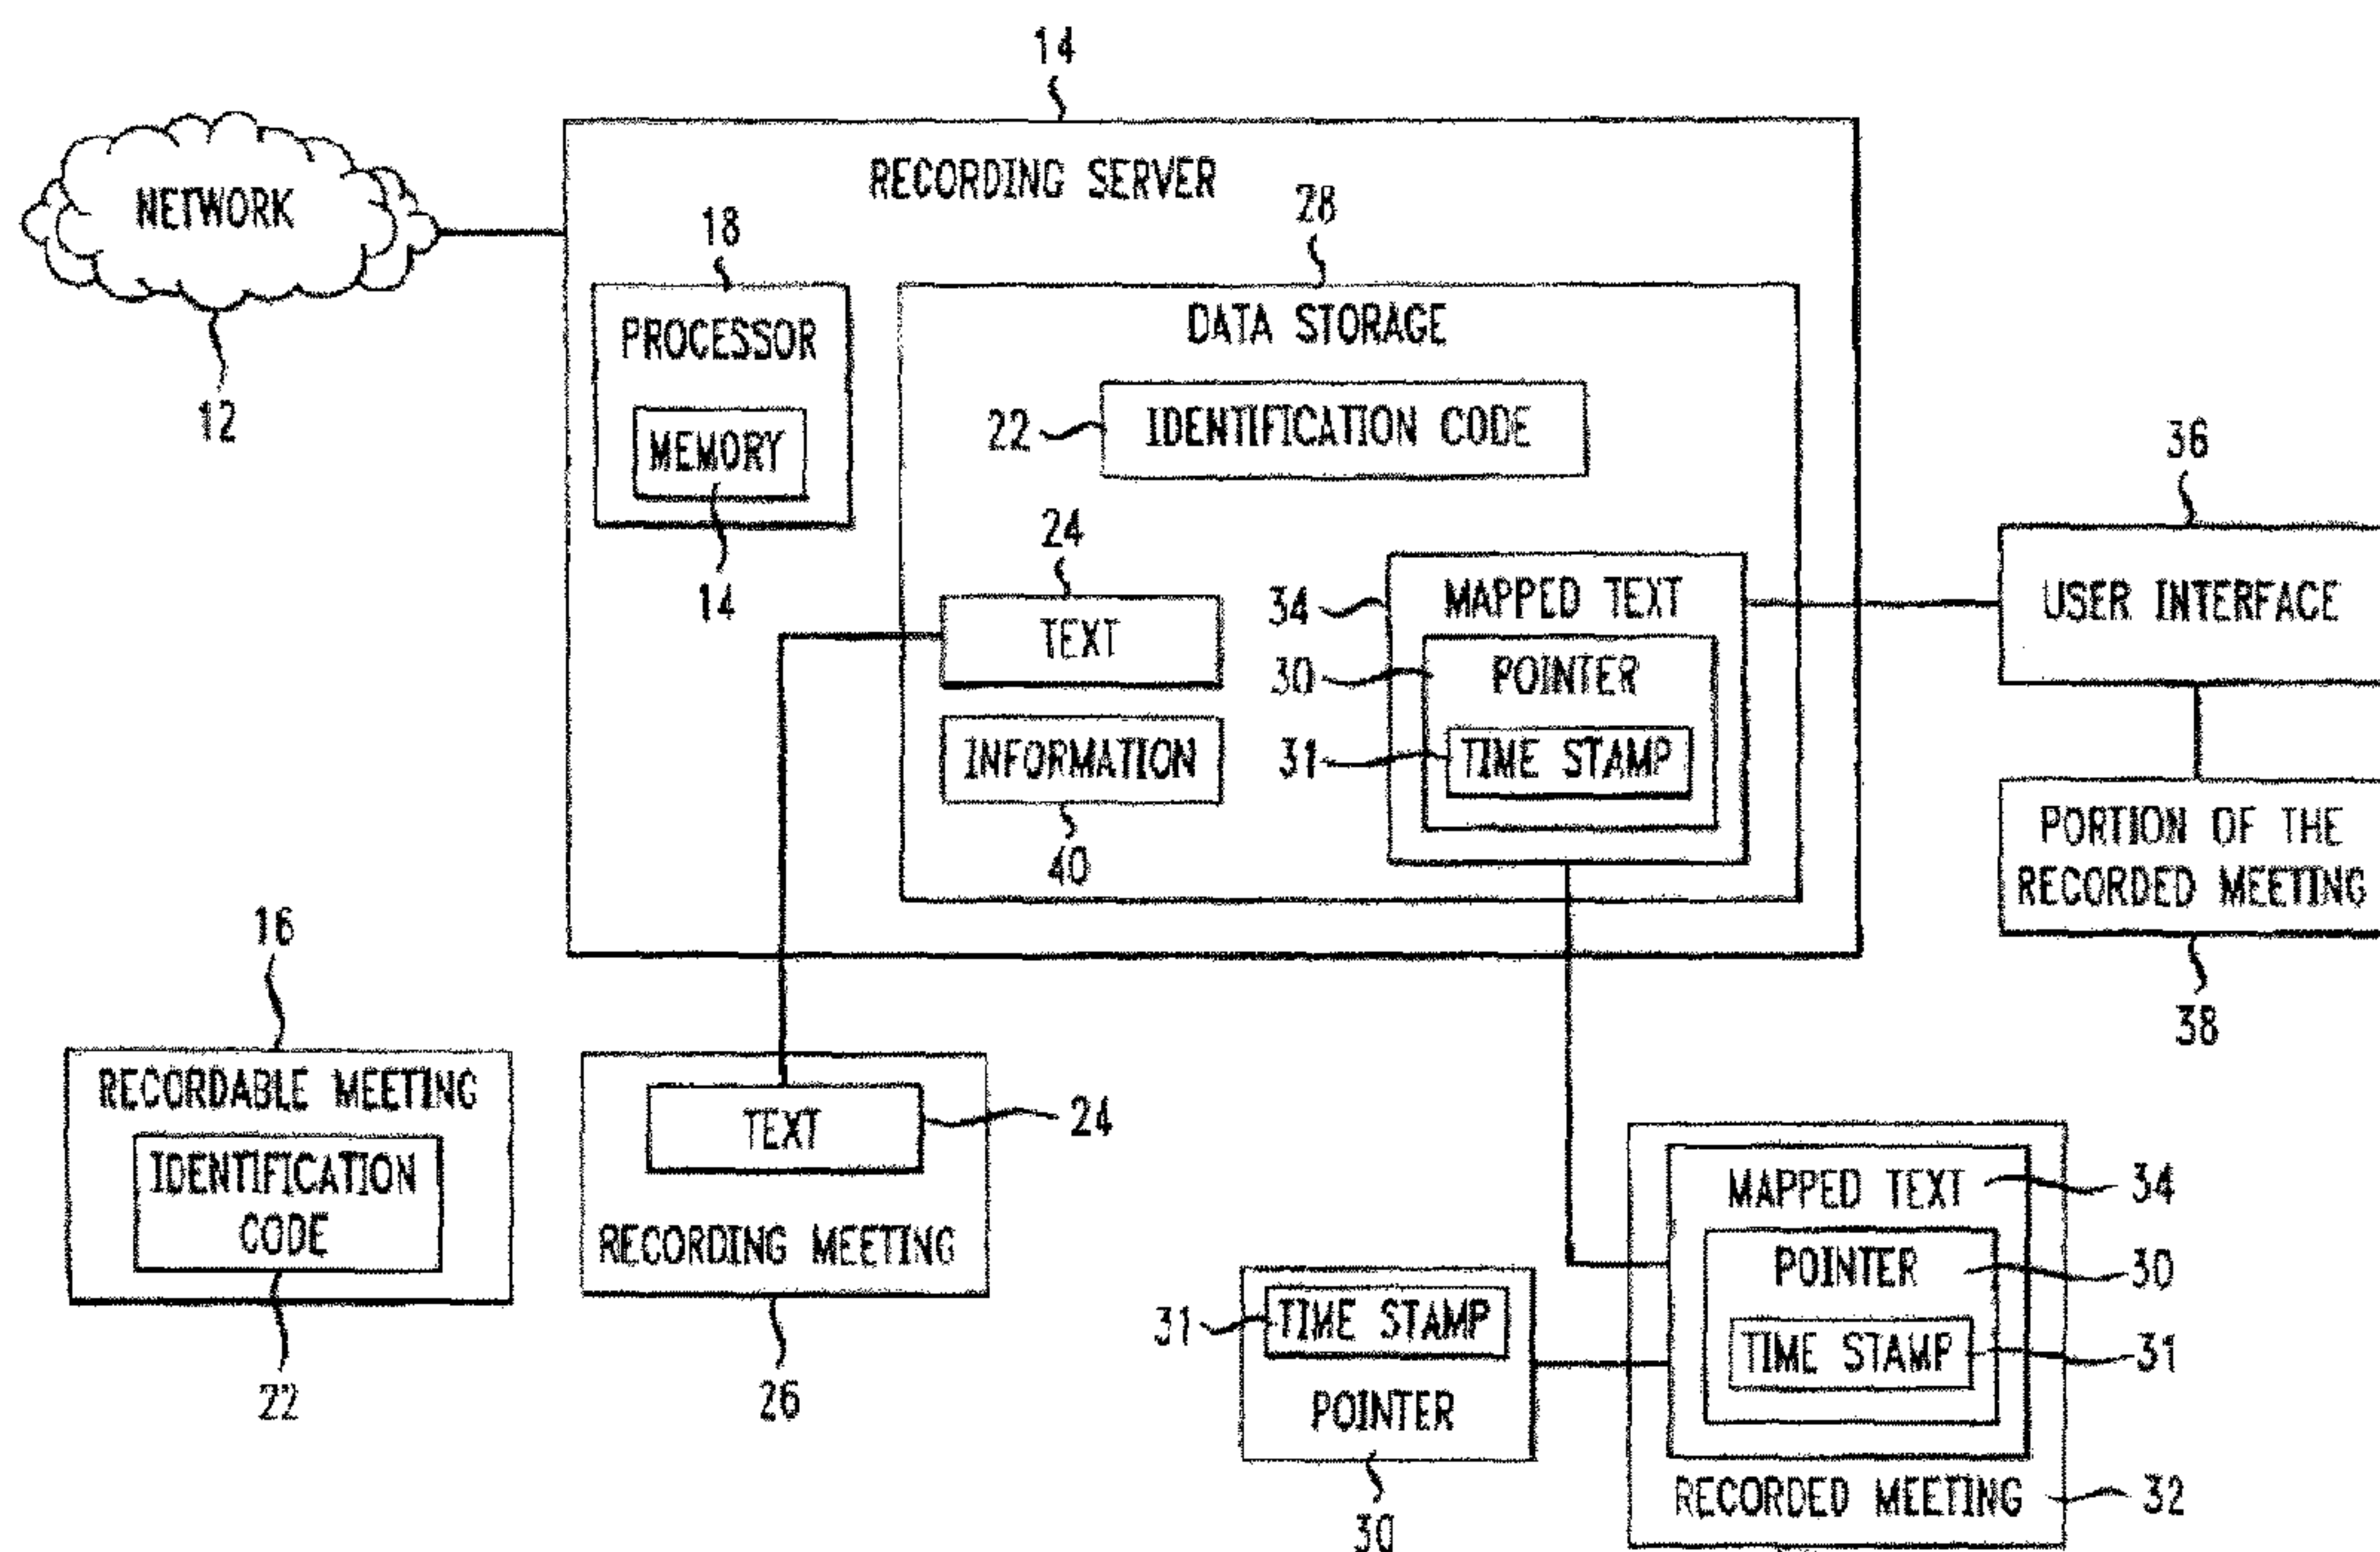 14
RECORDING SERVER
NETWORK
12
18
PROCESSOR
MEMORY
14
28
DATA STORAGE
22
IDENTIFICATION CODE
24
TEXT
INFORMATION
40
34
MAPPED TEXT
30
POINTER
31
TIME STAMP
36
USER INTERFACE
PORTION OF THE
RECORDED MEETING
38
16
RECORDABLE MEETING
IDENTIFICATION
CODE
22
TEXT
24
RECORDING MEETING
26
31
TIME STAMP
POINTER
30
MAPPED TEXT
34
POINTER
30
TIME STAMP
31
RECORDED MEETING
32